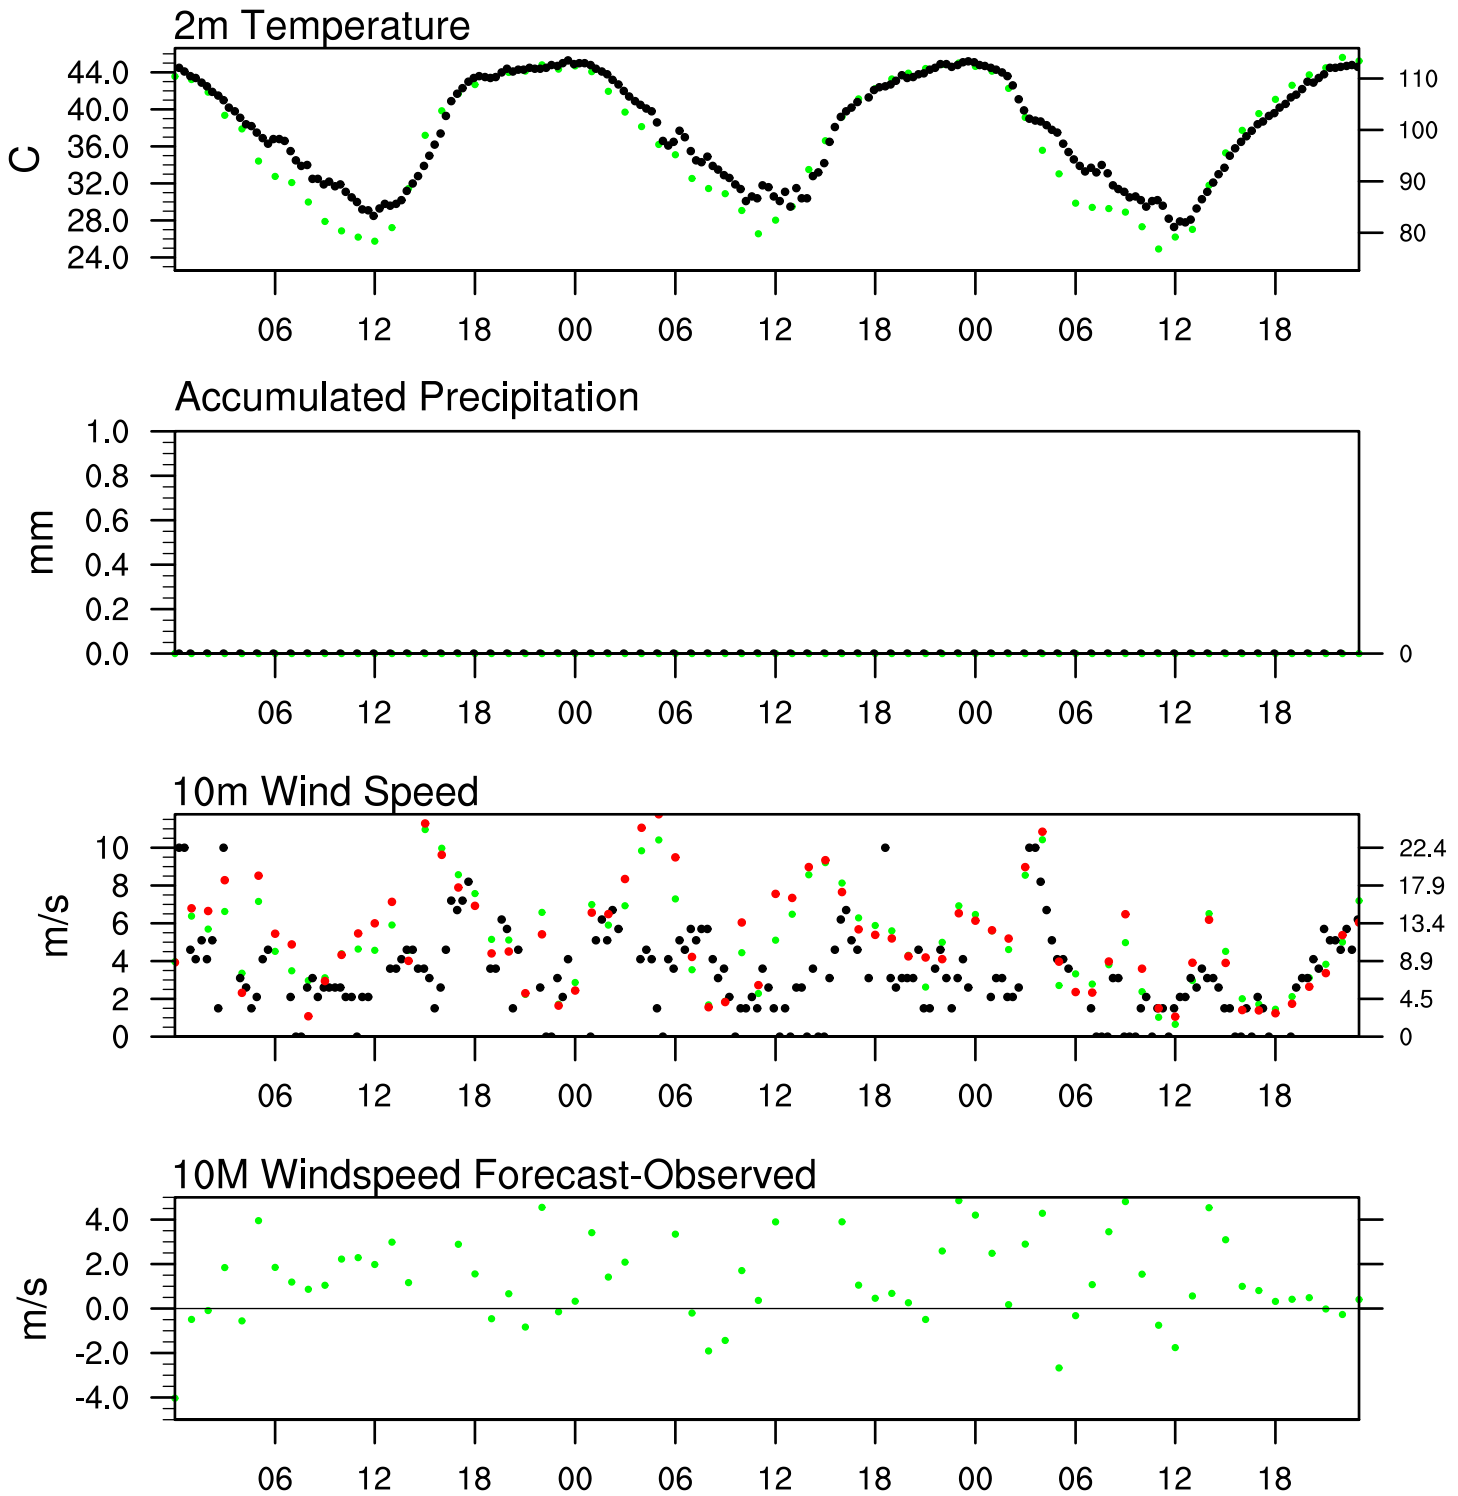 2m Temperature
44.0
40.0
36.0
32.0
28.0
24.0
C
110
100
90
80
06 12 18 00 06 12 18 00 06 12 18
Accumulated Precipitation
1.0
0.8
0.6
0.4
0.2
0.0
mm
0
06 12 18 00 06 12 18 00 06 12 18
10m Wind Speed
10
8
6
4
2
0
m/s
22.4
17.9
13.4
8.9
4.5
0
06 12 18 00 06 12 18 00 06 12 18
10M Windspeed Forecast-Observed
4.0
2.0
0.0
-2.0
-4.0
m/s
06 12 18 00 06 12 18 00 06 12 18